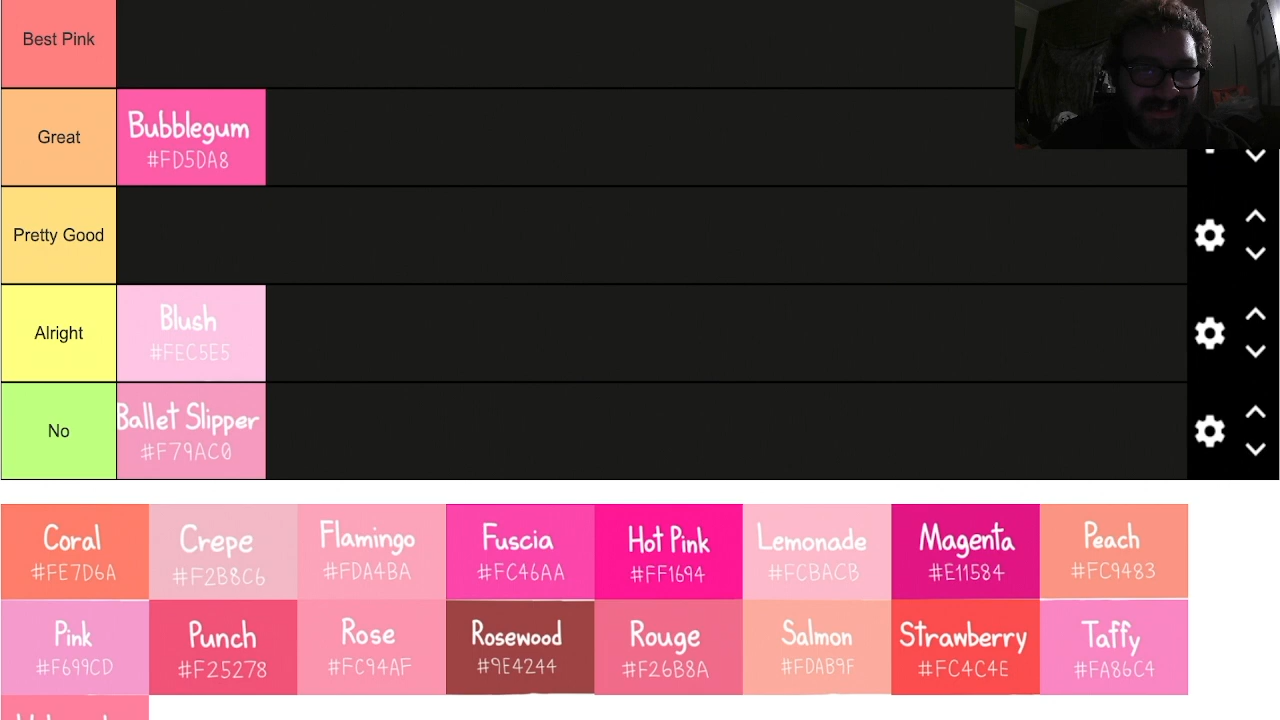 Best Pink
Great
Bubblegum
#FD5DA8
Pretty Good
Alright
Blush
#FEC5E5
No
Ballet Slipper
#F79AC0
Coral
#FE7D6A
Crepe
#F2B8C6
Flamingo
#FDA4BA
Fuscia
#FC46AA
Hot Pink
#FF1694
Lemonade
#FCBACB
Magenta
#E11584
Peach
#FC9483
Pink
#F699CD
Punch
#F25278
Rose
#FC94AF
Rosewood
#9E4244
Rouge
#F26B8A
Salmon
#FDAB9F
Strawberry
#FC4C4E
Taffy
#FA86C4